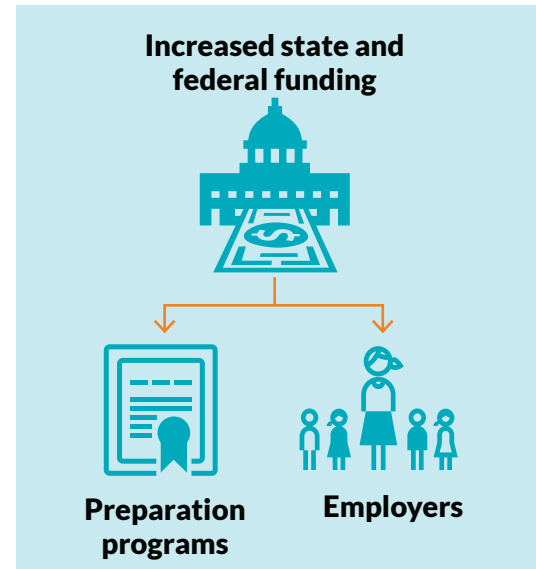 Increased state and
federal funding
Preparation
programs
Employers